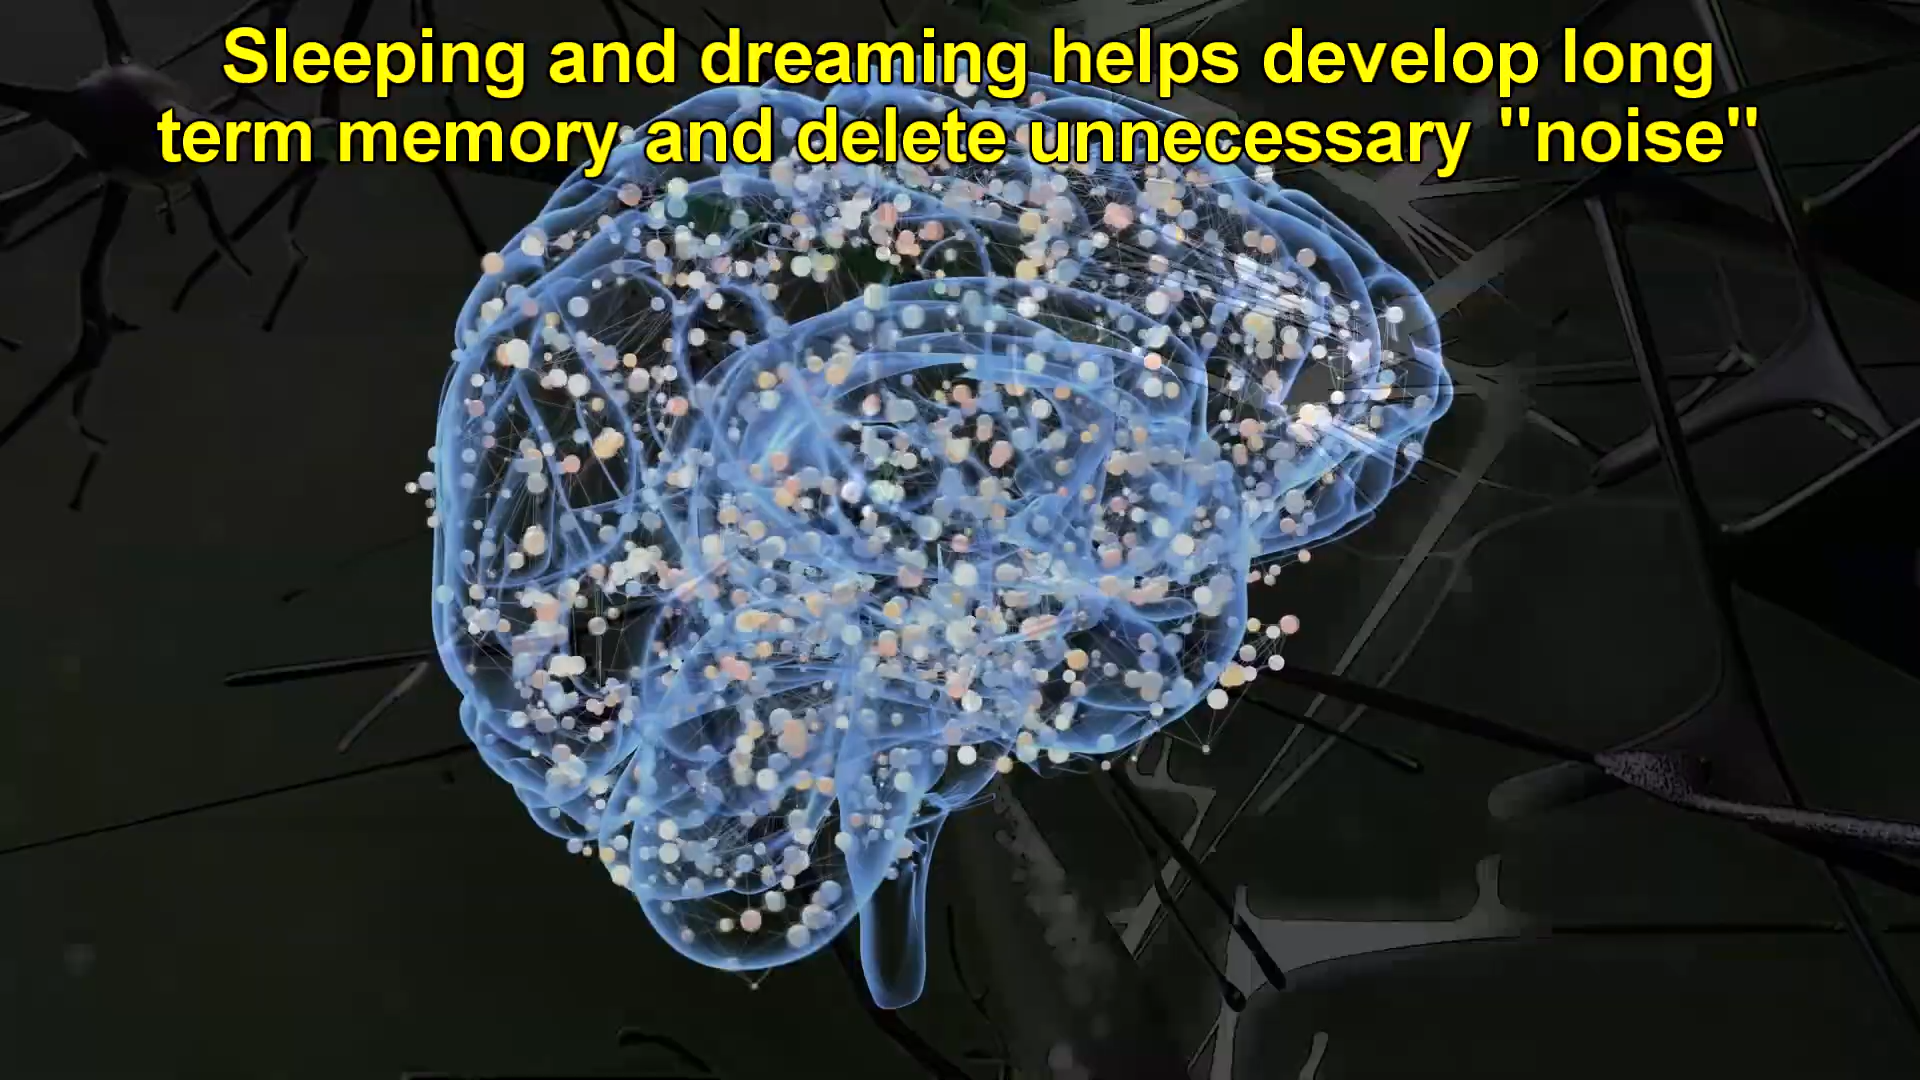 Sleeping and dreaming helps develop long
term memory and delete unnecessary "noise"